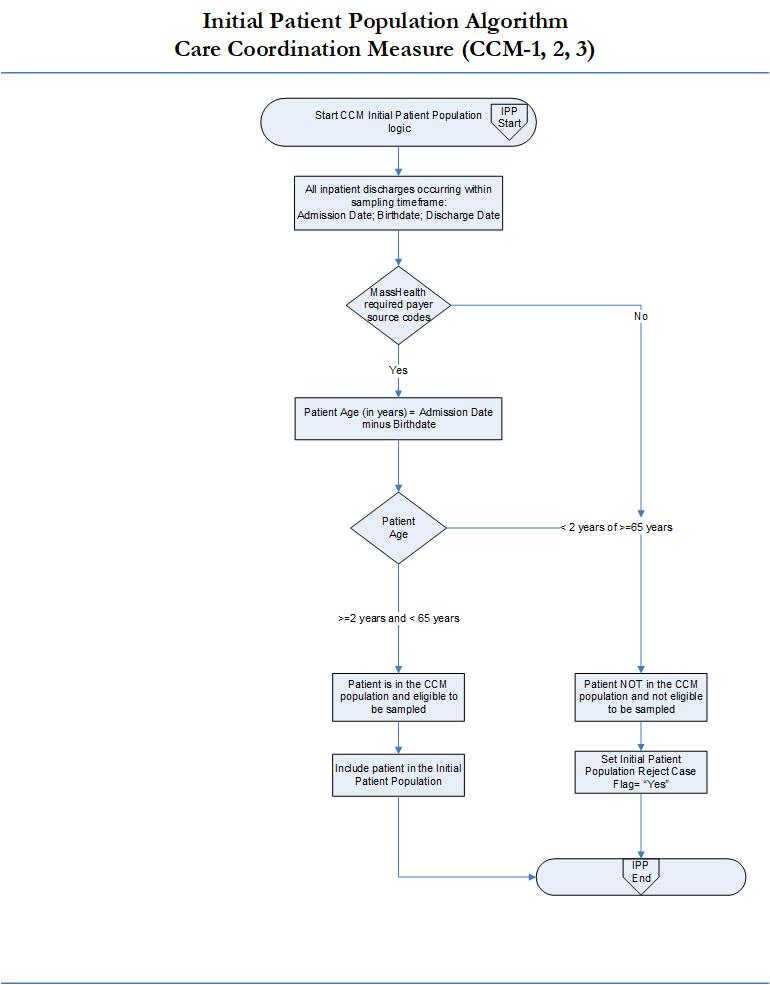 Initial Patient Population Algorithm
Care Coordination Measure (CCM-1, 2, 3)
Start CCM Initial Patient Population
logic
IPP
Start
All inpatient discharges occurring within
sampling timeframe:
Admission Date; Birthdate; Discharge Date
MassHealth
required payer
source codes
No
Yes
Patient Age (in years) = Admission Date
minus Birthdate
Patient
Age
< 2 years of >=65 years
>=2 years and < 65 years
Patient is in the CCM
population and eligible to
be sampled
Patient NOT in the CCM
population and not eligible
to be sampled
Include patient in the Initial
Patient Population
Set Initial Patient
Population Reject Case
Flag= “Yes”
IPP
End